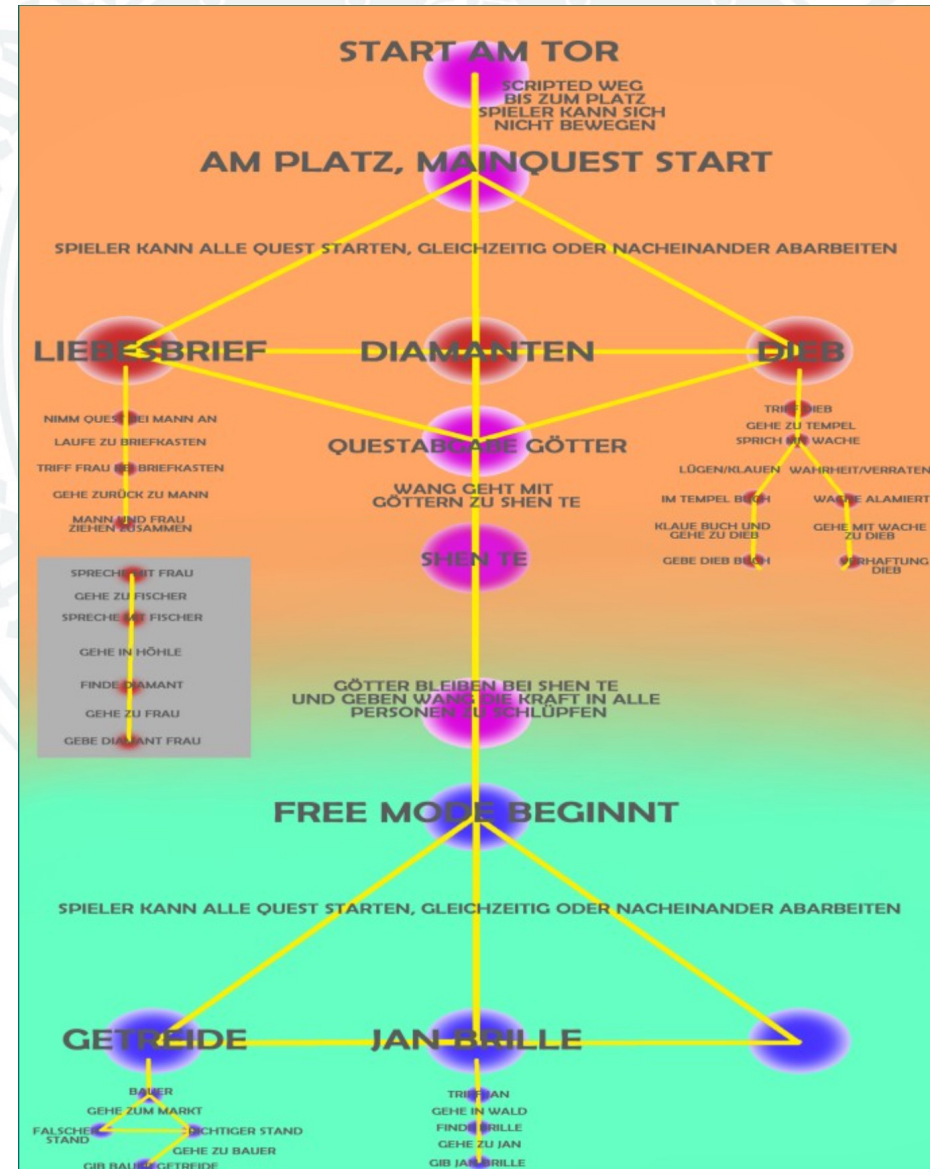 START AM TOR
SCRIPTED WEG
BIS ZUM PLATZ
SPIELER KANN SICH
NICHT BEWEGEN
AM PLATZ, MAINQUEST START
SPIELER KANN ALLE QUEST STARTEN, GLEICHZEITIG ODER NACHEINANDER ABARBEITEN
LIEBESBRIEF
DIAMANTEN
DIEB
NIMM QUEST BEI MANN AN
LAUFE ZU BRIEFKASTEN
TRIFF FRAU BEI BRIEFKASTEN
GEHE ZURÜCK ZU MANN
MANN UND FRAU
ZIEHEN ZUSAMMEN
QUESTABGABE GÖTTER
WANG GEHT MIT
GÖTTERN ZU SHEN TE
SHEN TE
TRIFF DIEB
GEHE ZU TEMPEL
SPRICH MIT WACHE
LÜGEN/KLAUEN
WAHRHEIT/VERRATEN
IM TEMPEL BUCH
WACHE ALAMIERT
KLAUE BUCH UND
GEHE ZU DIEB
GEHE MIT WACHE
ZU DIEB
GEBE DIEB BUCH
VERHAFTUNG
DIEB
SPRECHE MIT FRAU
GEHE ZU FISCHER
SPRECHE MIT FISCHER
GEHE IN HÖHLE
FINDE DIAMANT
GEHE ZU FRAU
GEBE DIAMANT FRAU
GÖTTER BLEIBEN BEI SHEN TE
UND GEBEN WANG DIE KRAFT IN ALLE
PERSONEN ZU SCHLÜPFEN
FREE MODE BEGINNT
SPIELER KANN ALLE QUEST STARTEN, GLEICHZEITIG ODER NACHEINANDER ABARBEITEN
GETREIDE
JAN BRILLE
BAUER
GEHE ZUM MARKT
FALSCHER
STAND
RICHTIGER STAND
GEHE ZU BAUER
GIB BAUER GETREIDE
TRIFF JAN
GEHE IN WALD
FINDE BRILLE
GEHE ZU JAN
GIB JAN BRILLE